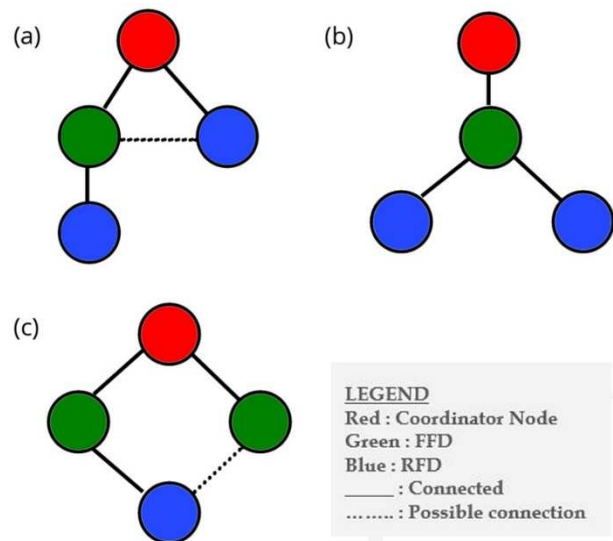 (a)
(b)
(c)
LEGEND
Red : Coordinator Node
Green : FFD
Blue : RFD
_____ : Connected
........ : Possible connection